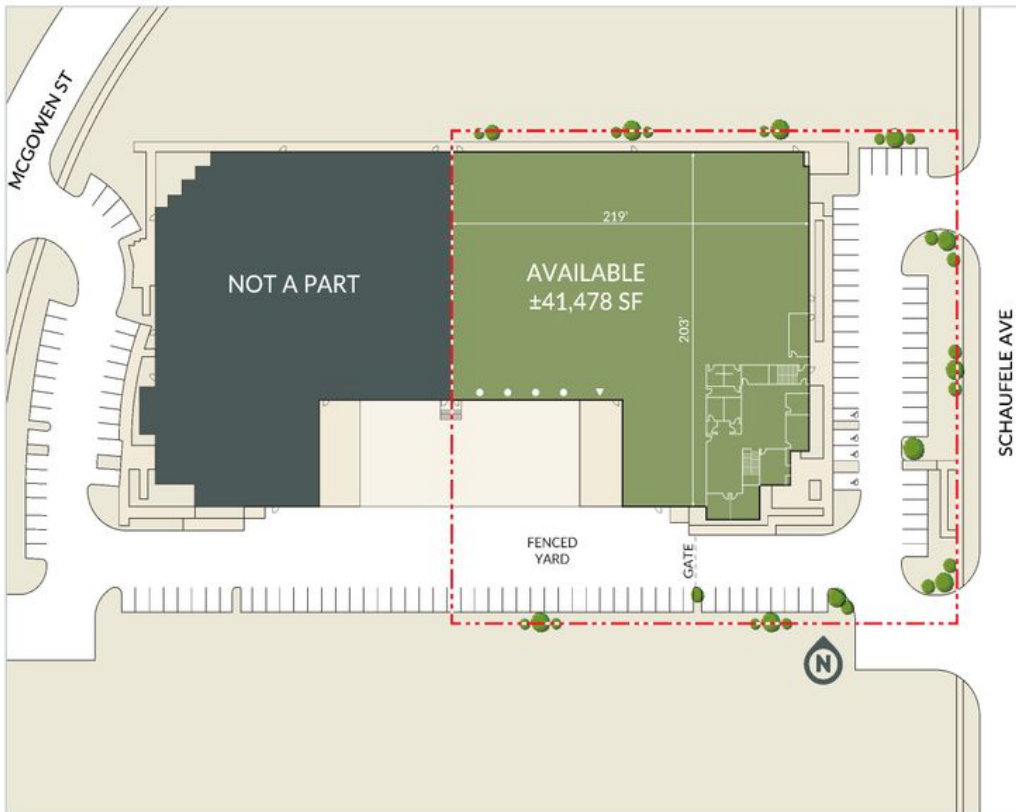 MCGOWEN ST
219'
NOT A PART
AVAILABLE
±41,478 SF
203'
SCHAUFELE AVE
FENCED
YARD
GATE
N